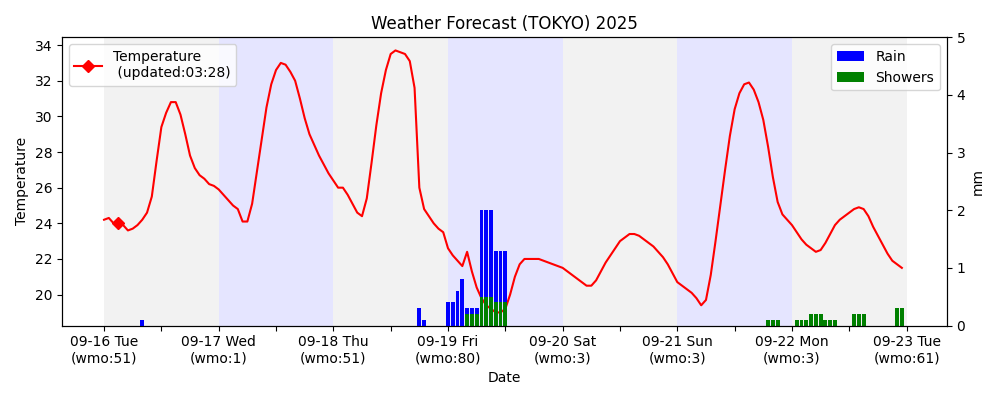 Weather Forecast (TOKYO) 2025
Temperature
(updated:03:28)
Rain
Showers
34
32
30
28
26
24
22
20
Temperature
5
4
3
2
1
0
mm
09-16 Tue
(wmo:51)
09-17 Wed
(wmo:1)
09-18 Thu
(wmo:51)
09-19 Fri
(wmo:80)
09-20 Sat
(wmo:3)
09-21 Sun
(wmo:3)
09-22 Mon
(wmo:3)
09-23 Tue
(wmo:61)
Date